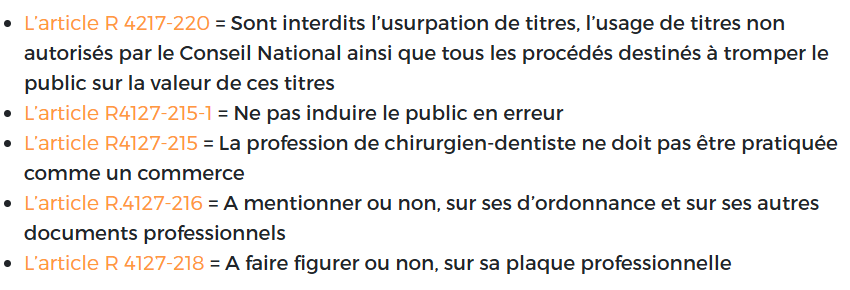 • L’article R 4217-220 = Sont interdits l’usurpation de titres, l’usage de titres non
autorisés par le Conseil National ainsi que tous les procédés destinés à tromper le
public sur la valeur de ces titres
• L’article R4127-215-1 = Ne pas induire le public en erreur
• L’article R4127-215 = La profession de chirurgien-dentiste ne doit pas être pratiquée
comme un commerce
• L’article R.4127-216 = A mentionner ou non, sur ses d’ordonnance et sur ses autres
documents professionnels
• L’article R 4127-218 = A faire figurer ou non, sur sa plaque professionnelle